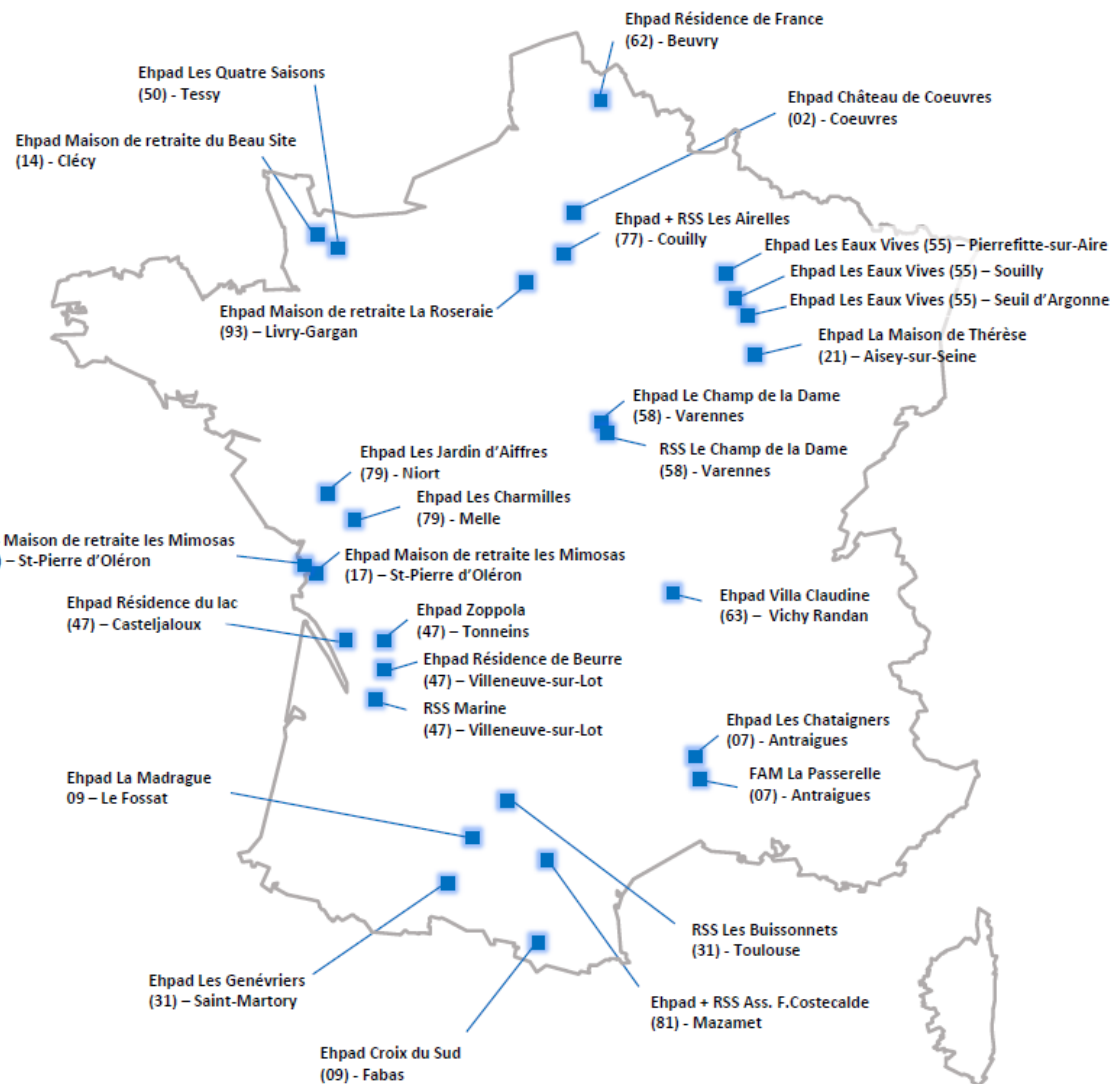 Ehpad Résidence de France
(62) - Beuvry
Ehpad Les Quatre Saisons
(50) - Tessy
Ehpad Château de Coeuvres
(02) - Coeuvres
Ehpad Maison de retraite du Beau Site
(14) – Clécy
Ehpad + RSS Les Airelles
(77) – Couilly
Ehpad Les Eaux Vives (55) – Pierrefitte-sur-Aire
Ehpad Les Eaux Vives (55) – Souilly
Ehpad Les Eaux Vives (55) – Seuil d’Argonne
Ehpad Maison de retraite La Roseraie
(93) – Livry-Gargan
Ehpad La Maison de Thérèse
(21) – Aisey-sur-Seine
Ehpad Le Champ de la Dame
(58) - Varennes
RSS Le Champ de la Dame
(58) - Varennes
Ehpad Les Jardin d’Aiffres
(79) - Niort
Ehpad Les Charmilles
(79) - Melle
Maison de retraite les Mimosas
) – St-Pierre d’Oléron
Ehpad Maison de retraite les Mimosas
(17) – St-Pierre d’Oléron
Ehpad Villa Claudine
(63) – Vichy Randan
Ehpad Résidence du lac
(47) – Casteljaloux
Ehpad Zoppola
(47) – Tonneins
Ehpad Résidence de Beurre
(47) – Villeneuve-sur-Lot
RSS Marine
(47) – Villeneuve-sur-Lot
Ehpad Les Chataigners
(07) - Antraigues
FAM La Passerelle
(07) - Antraigues
Ehpad La Madrague
09 – Le Fossat
RSS Les Buissonnets
(31) - Toulouse
Ehpad Les Genévriers
(31) – Saint-Martory
Ehpad + RSS Ass. F.Costecalde
(81) - Mazamet
Ehpad Croix du Sud
(09) - Fabas